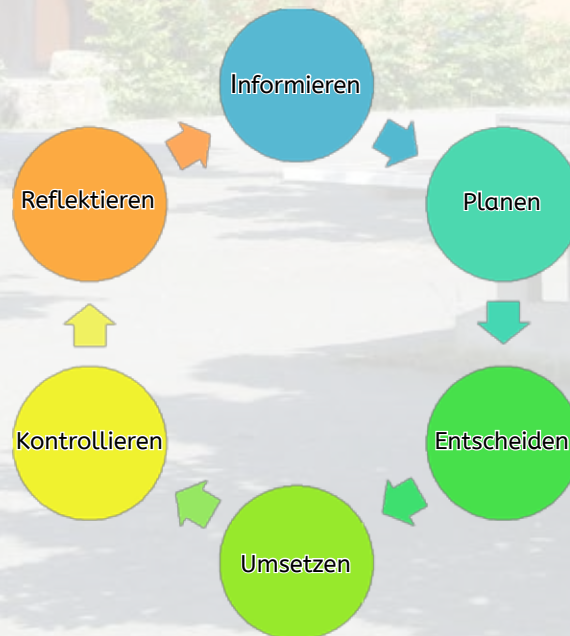 Informieren
Planen
Entscheiden
Umsetzen
Kontrollieren
Reflektieren